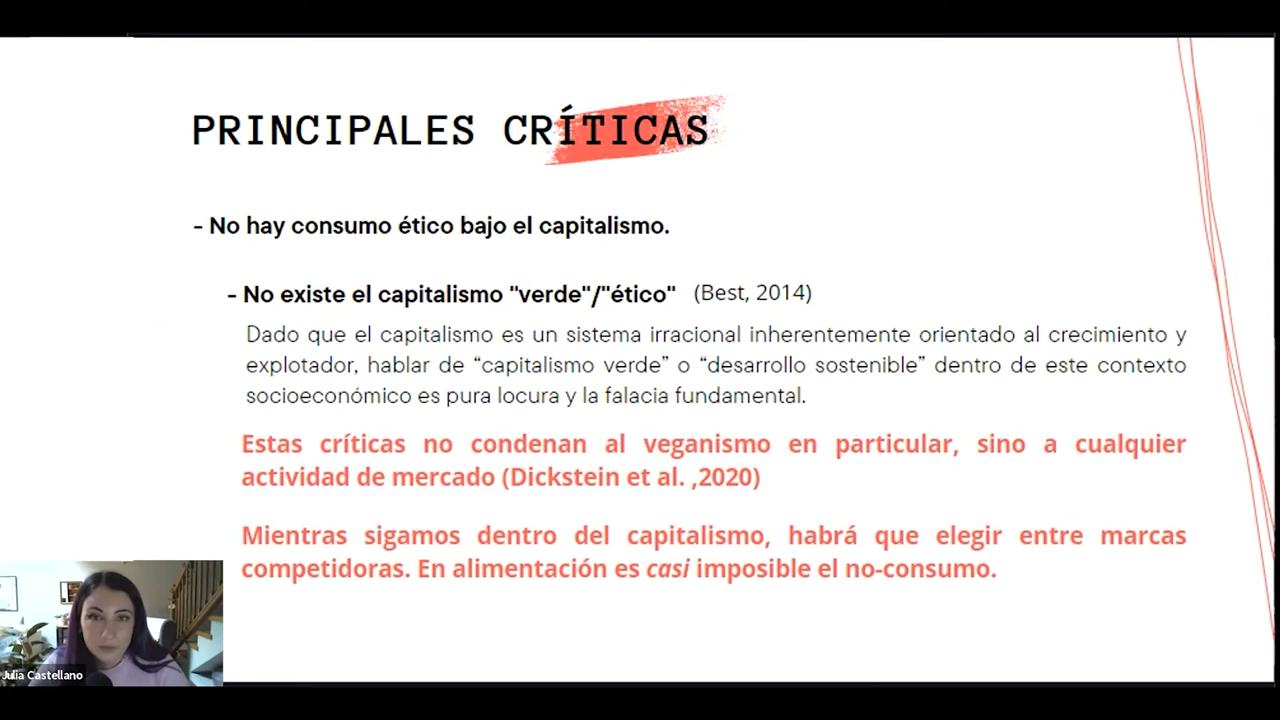 PRINCIPALES CRÍTICAS
- No hay consumo ético bajo el capitalismo.
- No existe el capitalismo "verde"/"ético" (Best, 2014)
Dado que el capitalismo es un sistema irracional inherentemente orientado al crecimiento y
explotador, hablar de “capitalismo verde” o “desarrollo sostenible” dentro de este contexto
socioeconómico es pura locura y la falacia fundamental.
Estas críticas no condenan al veganismo en particular, sino a cualquier
actividad de mercado (Dickstein et al. ,2020)
Mientras sigamos dentro del capitalismo, habrá que elegir entre marcas
competidoras. En alimentación es casi imposible el no-consumo.
Julia Castellano